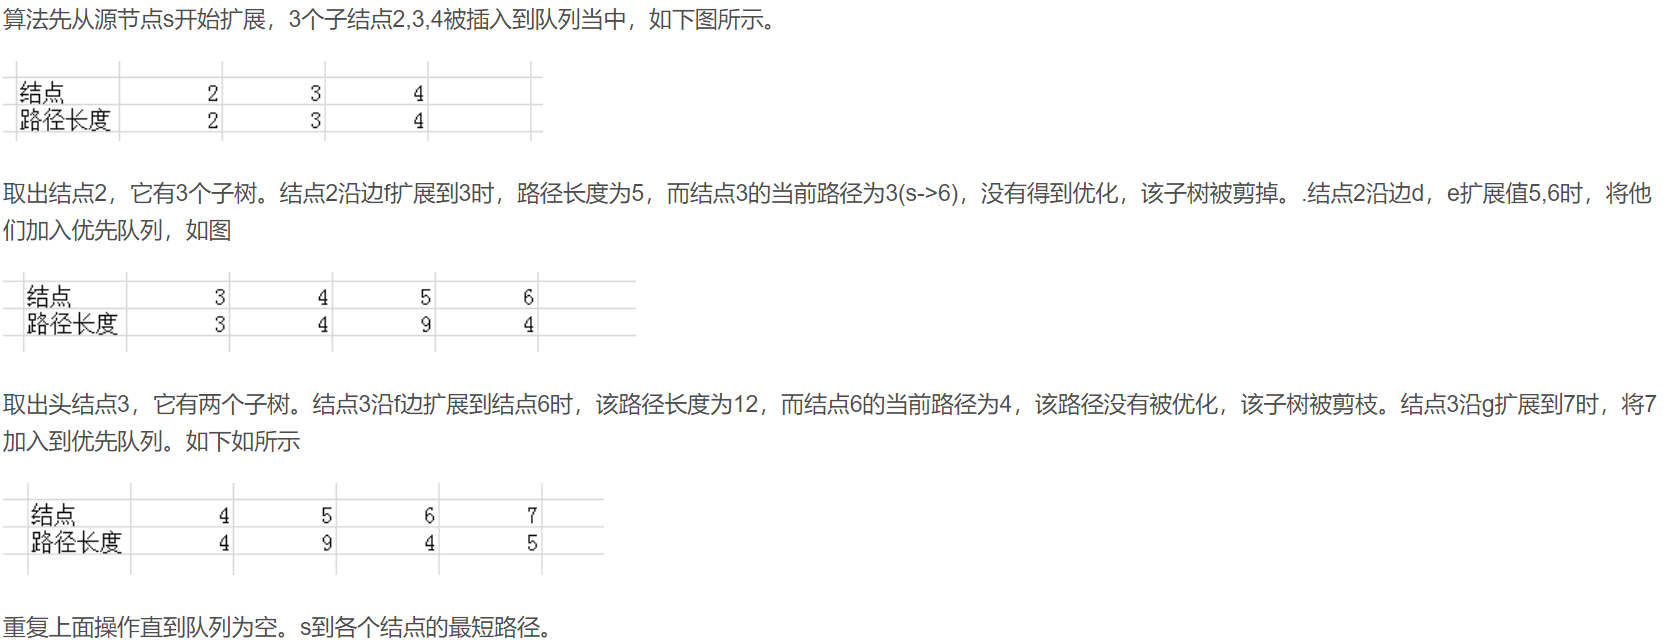 算法先从源节点s开始扩展，3个子结点2,3,4被插入到队列当中，如下图所示。
结点 2 3 4
路径长度 2 3 4
取出结点2，它有3个子树。结点2沿边f扩展到3时，路径长度为5，而结点3的当前路径为3(s->6)，没有得到优化，该子树被剪掉。.结点2沿边d，e扩展值5,6时，将他
们加入优先队列，如图
结点 3 4 5 6
路径长度 3 4 9 4
取出头结点3，它有两个子树。结点3沿f边扩展到结点6时，该路径长度为12，而结点6的当前路径为4，该路径没有被优化，该子树被剪枝。结点3沿g扩展到7时，将7
加入到优先队列。如下如所示
结点 4 5 6 7
路径长度 4 9 4 5
重复上面操作直到队列为空。s到各个结点的最短路径。